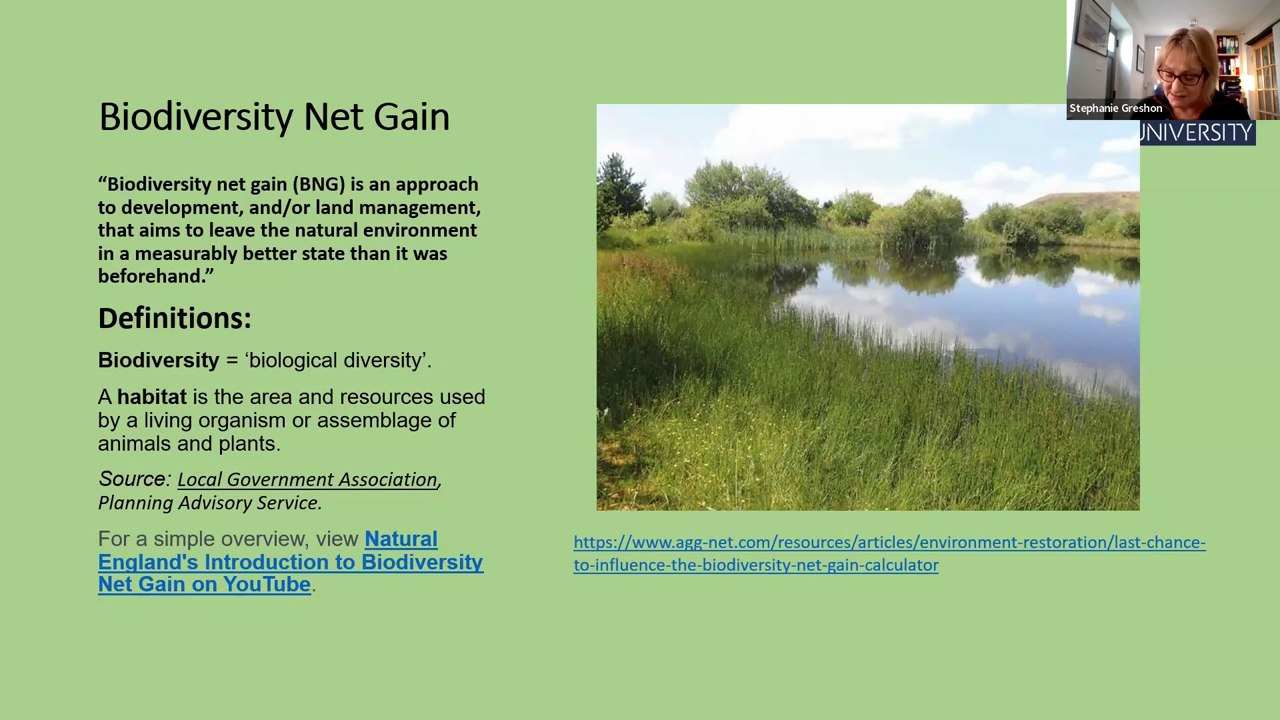 Stephanie Greshon
UNIVERSITY
Biodiversity Net Gain
“Biodiversity net gain (BNG) is an approach
to development, and/or land management,
that aims to leave the natural environment
in a measurably better state than it was
beforehand.”
Definitions:
Biodiversity = ‘biological diversity’.
A habitat is the area and resources used
by a living organism or assemblage of
animals and plants.
Source: Local Government Association,
Planning Advisory Service.
For a simple overview, view Natural
England's Introduction to Biodiversity
Net Gain on YouTube.
https://www.agg-net.com/resources/articles/environment-restoration/last-chance-
to-influence-the-biodiversity-net-gain-calculator